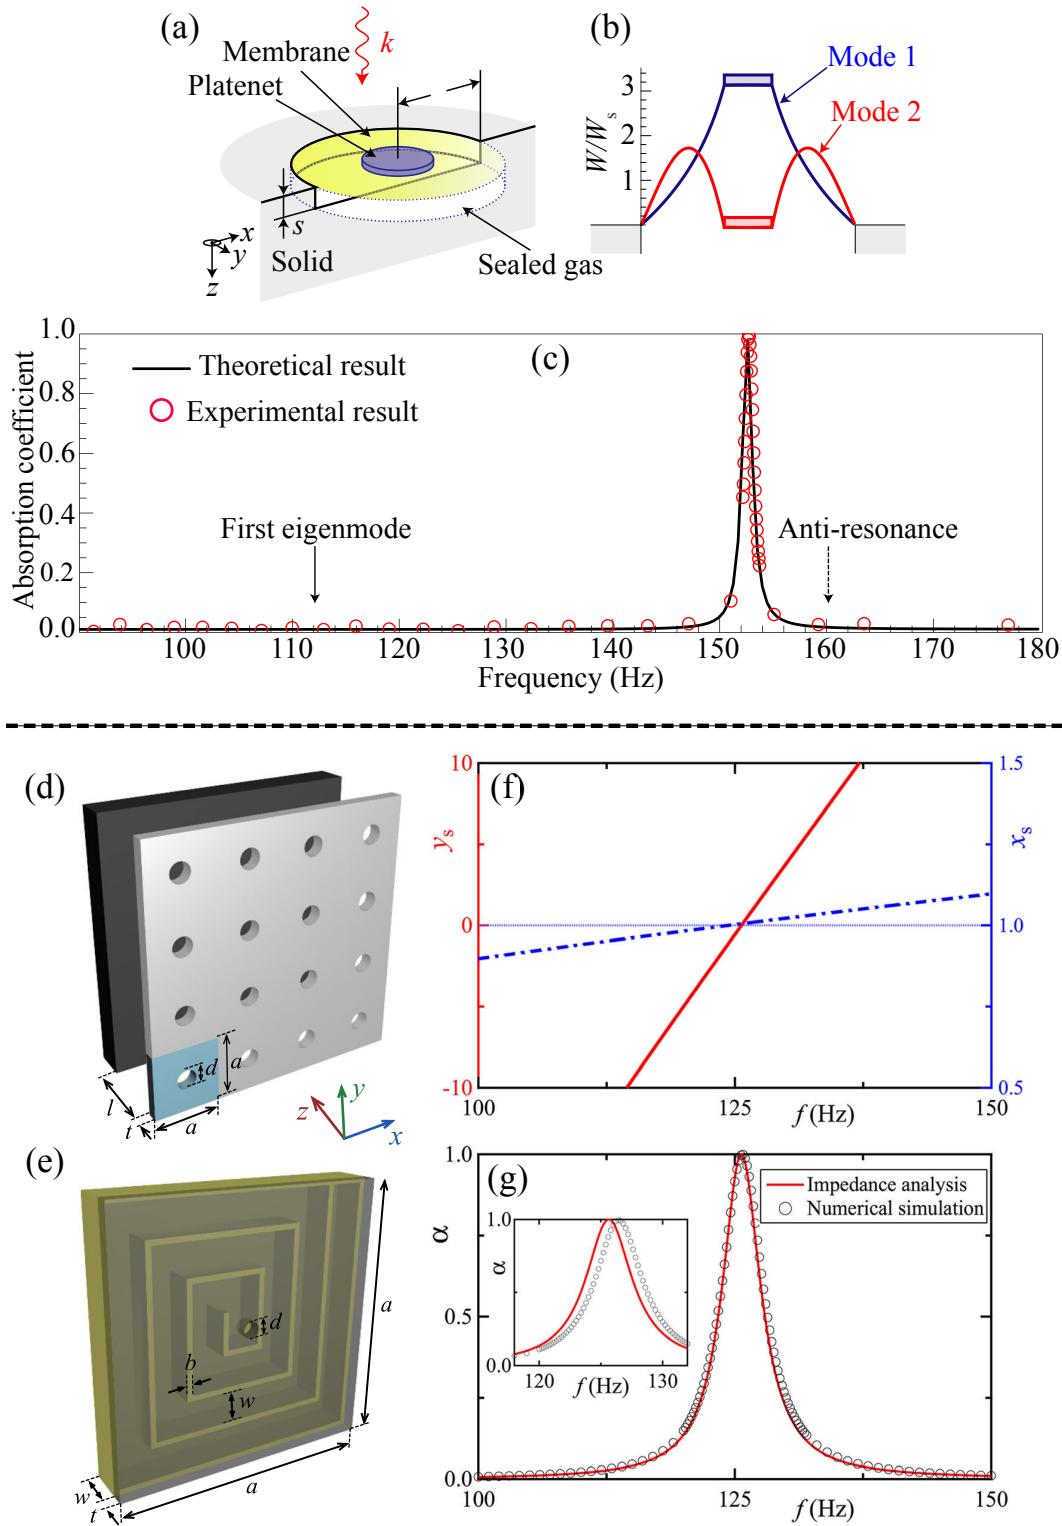 (a)
k
Membrane
Platenet
s
x
y
z
Solid
Sealed gas
(b)
Mode 1
Mode 2
W/Ws
3
2
1
(c)
Absorption coefficient
1.0
0.8
0.6
0.4
0.2
0.0
Theoretical result
Experimental result
First eigenmode
Anti-resonance
100 110 120 130 140 150 160 170 180
Frequency (Hz)
(d)
d
a
a
l
t
y
z
x
(e)
d
b
w
a
a
w
t
(f)
10
0
-10
ys
1.5
1.0
0.5
xs
100 125 150
f (Hz)
(g)
Impedance analysis
Numerical simulation
α
1.0
0.5
0.0
100 125 150
f (Hz)
α
1.0
0.0
120 130
f (Hz)